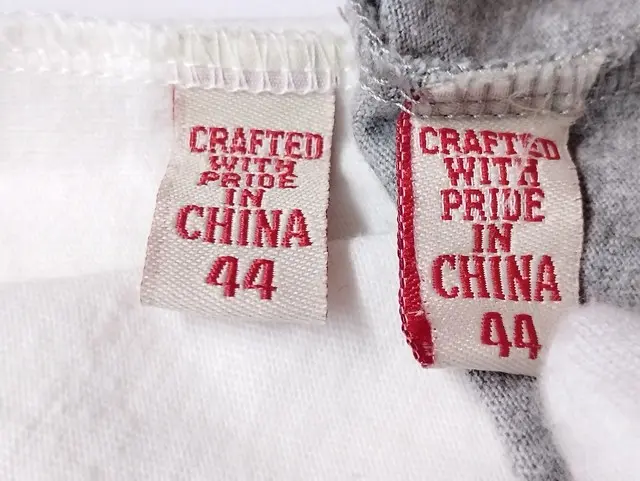 CRAFTED
WITH
PRIDE
IN
CHINA
44
CRAFTED
WITH
PRIDE
IN
CHINA
44